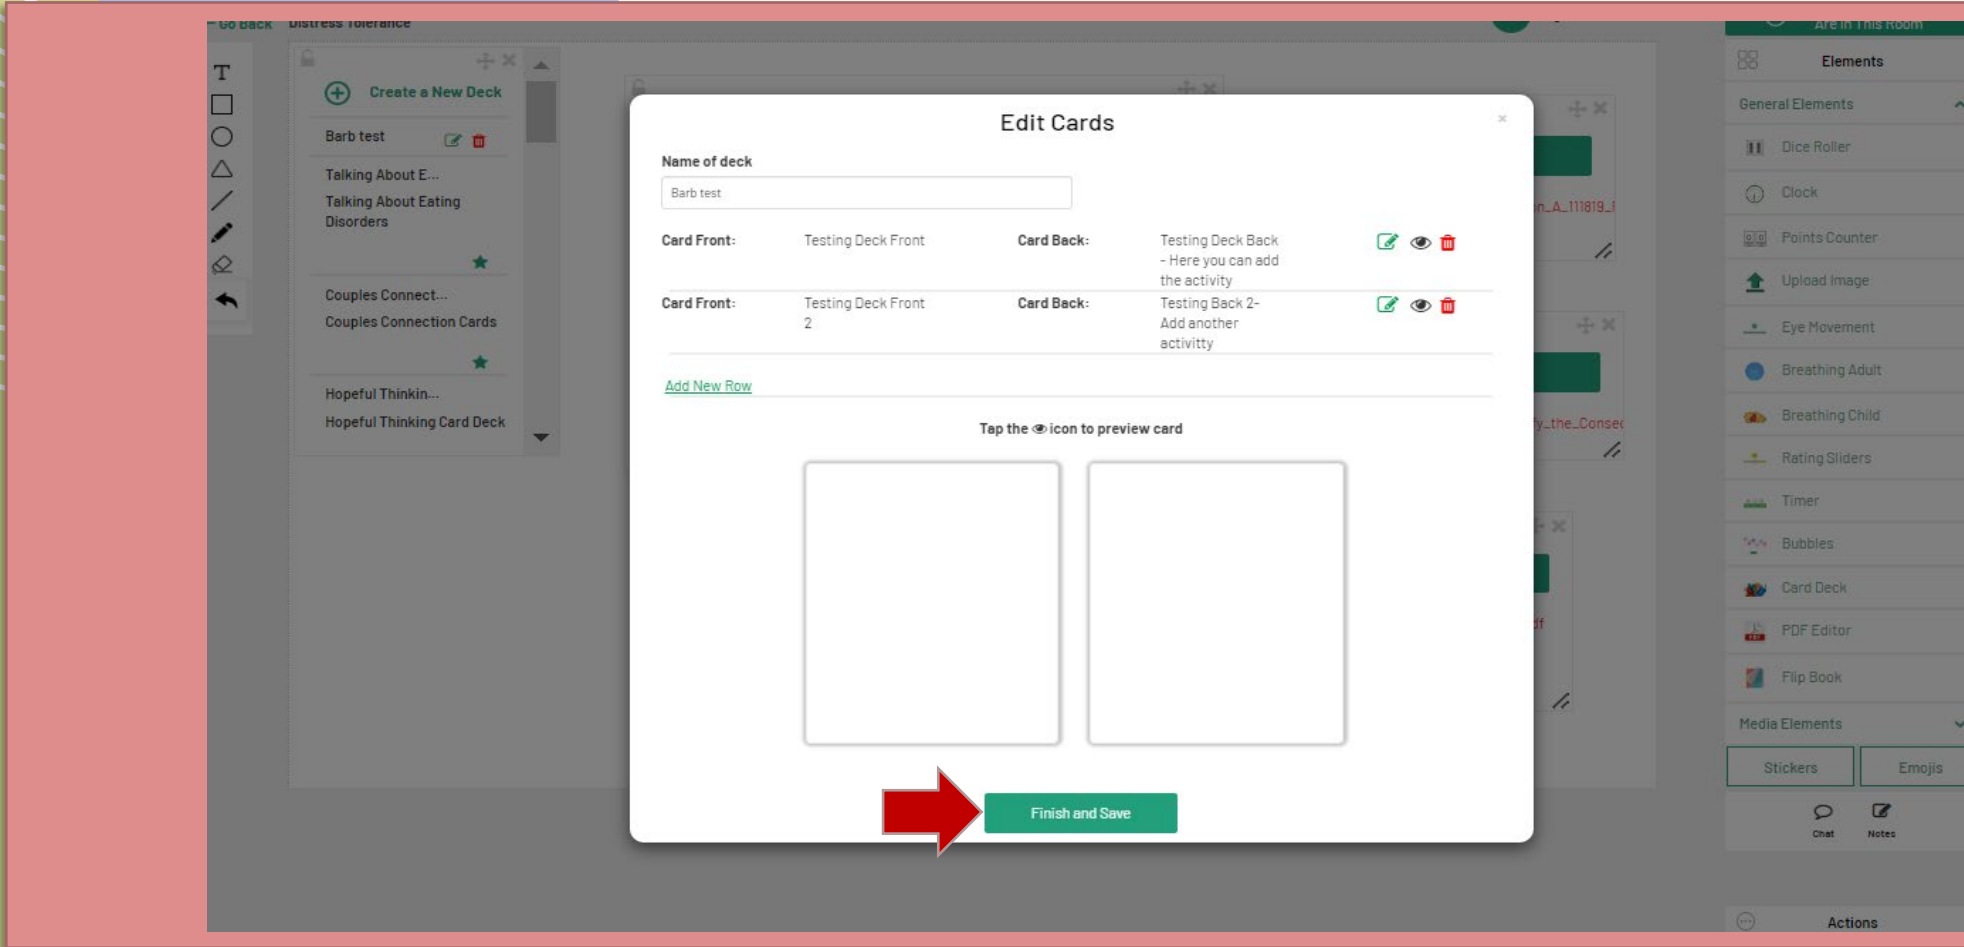 Go Back
Distress Tolerance
Are In This Room
T
Create a New Deck
Barb test
Talking About E...
Talking About Eating
Disorders
Couples Connect...
Couples Connection Cards
Hopeful Thinkin...
Hopeful Thinking Card Deck
Edit Cards
Name of deck
Barb test
Card Front:
Testing Deck Front
Card Back:
Testing Deck Back
- Here you can add
the activity
Card Front:
Testing Deck Front
2
Card Back:
Testing Back 2-
Add another
activitty
Add New Row
Tap the icon to preview card
Finish and Save
n_A_111819_
y_the_Consec
df
Elements
General Elements
Dice Roller
Clock
Points Counter
Upload Image
Eye Movement
Breathing Adult
Breathing Child
Rating Sliders
Timer
Bubbles
Card Deck
PDF Editor
Flip Book
Media Elements
Stickers
Emojis
Chat
Notes
Actions